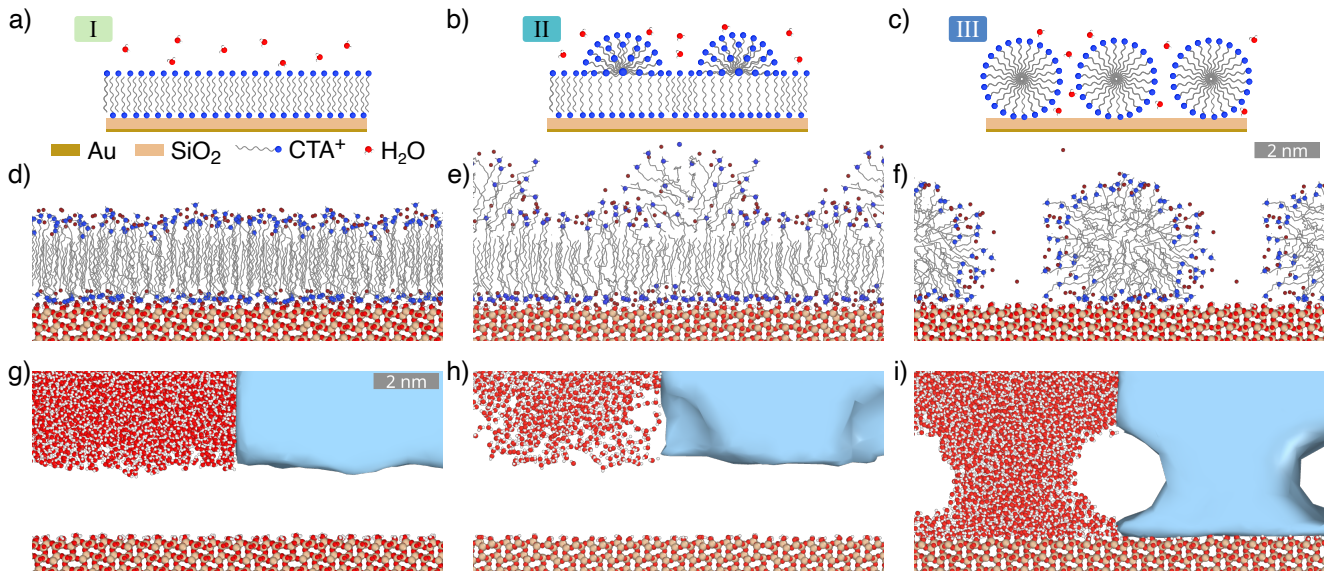 a) I
b) II
c) III
Au SiO₂ CTA⁺ H₂O
2 nm
d)
e)
f)
g) 2 nm
h)
i)